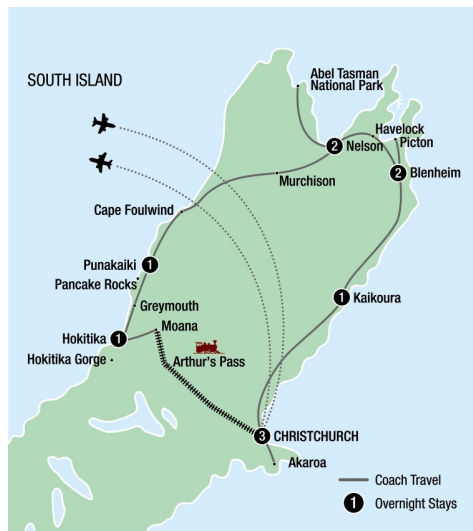 SOUTH ISLAND
Abel Tasman
National Park
Havelock
Picton
2
Nelson
2
Blenheim
Murchison
Cape Foulwind
Punakaiki
1
Pancake Rocks
Kaikoura
1
Greymouth
Moana
Hokitika
1
Hokitika Gorge
Arthur's Pass
3
CHRISTCHURCH
Akaroa
Coach Travel
1
Overnight Stays